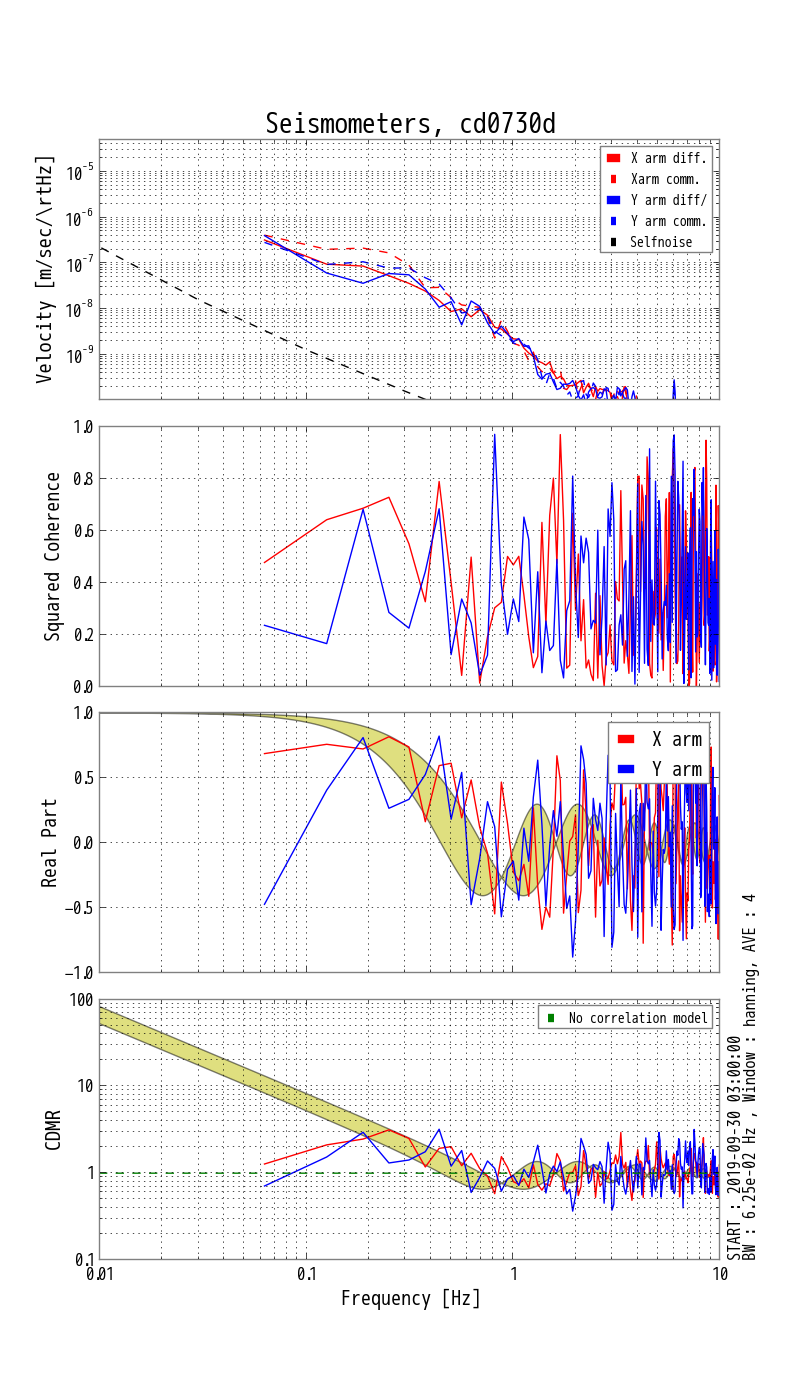 Seismometers, cd0730d
Velocity [m/sec/\rtHz]
10^-5
10^-6
10^-7
10^-8
10^-9
X arm diff.
Xarm comm.
Y arm diff/
Y arm comm.
Selfnoise
Squared Coherence
1.0
0.8
0.6
0.4
0.2
0.0
Real Part
1.0
0.5
0.0
−0.5
−1.0
X arm
Y arm
CDMR
100
10
1
0.1
No correlation model
0.01
0.1
1
10
Frequency [Hz]
START : 2019-09-30 03:00:00
BW : 6.25e-02 Hz , Window : hanning, AVE : 4